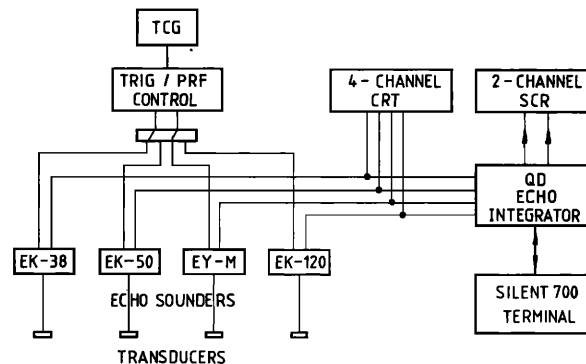 TCG
TRIG / PRF
CONTROL
4 - CHANNEL
CRT
2 - CHANNEL
SCR
QD
ECHO
INTEGRATOR
EK-38
EK-50
EY-M
EK-120
ECHO SOUNDERS
SILENT 700
TERMINAL
TRANSDUCERS